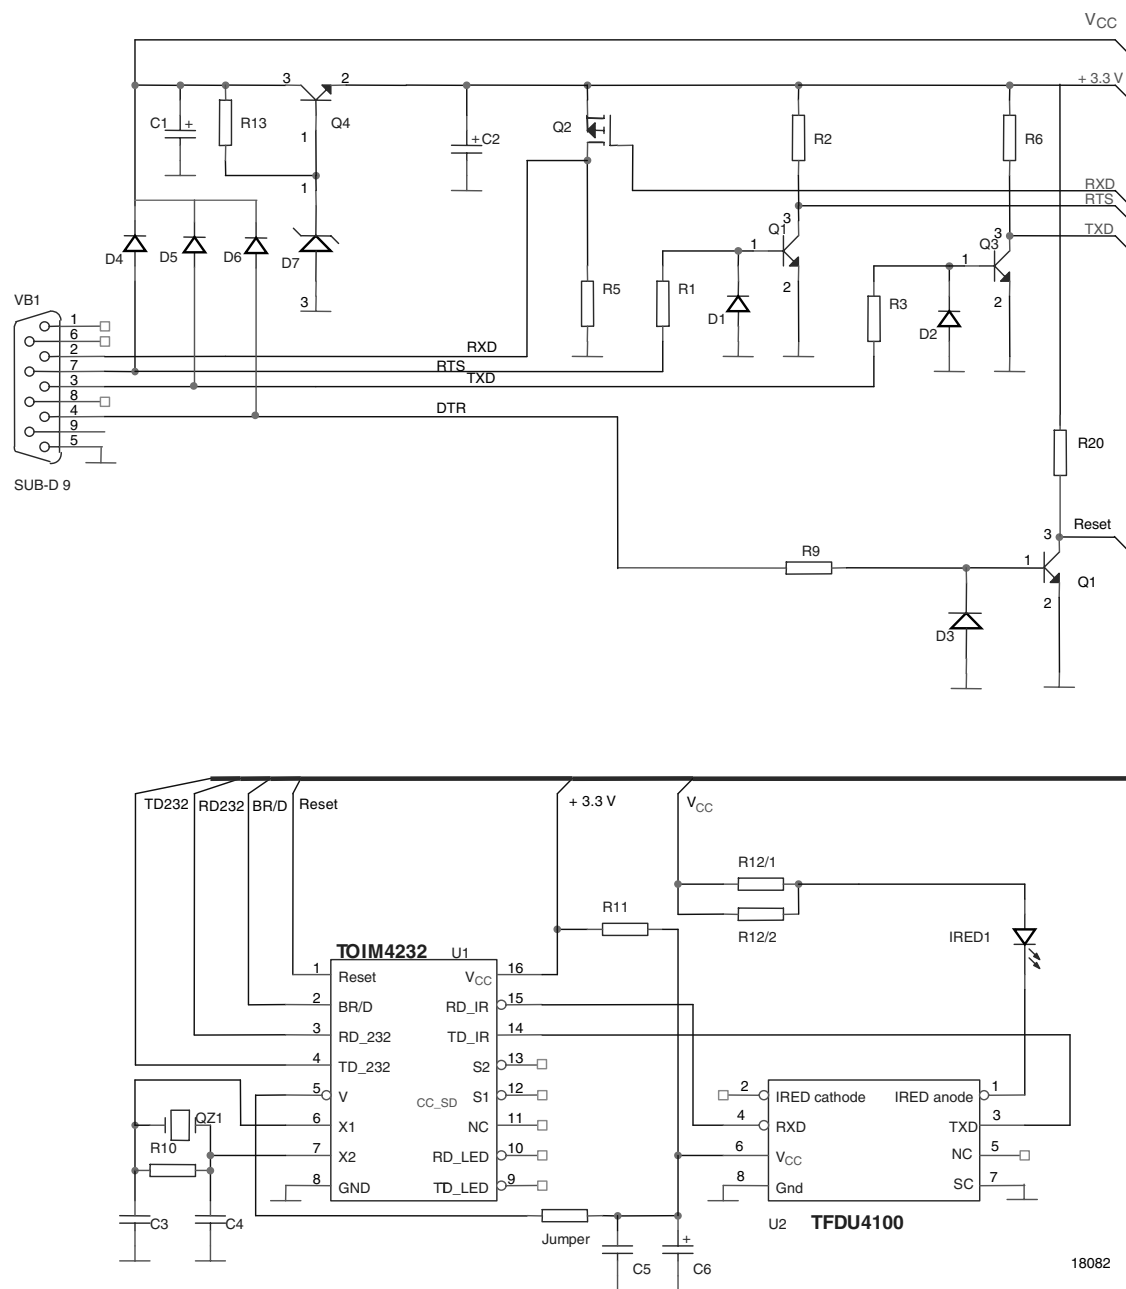 VCC
+ 3.3 V
3
2
C1
+
R13
1
Q4
+
C2
Q2
R2
R6
1
RXD
RTS
TXD
3
Q1
1
2
3
Q3
1
2
D4
D5
D6
D7
3
R5
R1
D1
R3
D2
VB1
1
6
2
7
3
8
4
9
5
RXD
RTS
TXD
DTR
SUB-D 9
R20
Reset
R9
3
1
Q1
2
D3
TD232
RD232
BR/D
Reset
+ 3.3 V
VCC
R12/1
R12/2
R11
IRED1
TOIM4232
U1
1
Reset
VCC
16
2
BR/D
RD_IR
15
3
RD_232
TD_IR
14
4
TD_232
S2
13
5
V
CC_SD
S1
12
6
X1
NC
11
7
X2
RD_LED
10
8
GND
TD_LED
9
QZ1
R10
C3
C4
Jumper
C5
+
C6
2
IRED cathode
IRED anode
1
4
RXD
TXD
3
6
VCC
NC
5
8
Gnd
SC
7
U2
TFDU4100
18082